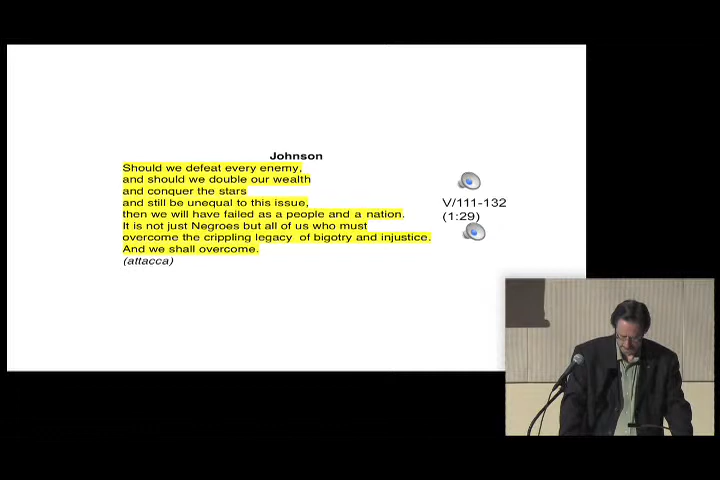 Johnson
Should we defeat every enemy,
and should we double our wealth
and conquer the stars
and still be unequal to this issue,
then we will have failed as a people and a nation.
It is not just Negroes but all of us who must
overcome the crippling legacy of bigotry and injustice.
And we shall overcome.
(attacca)
V/111-132
(1:29)